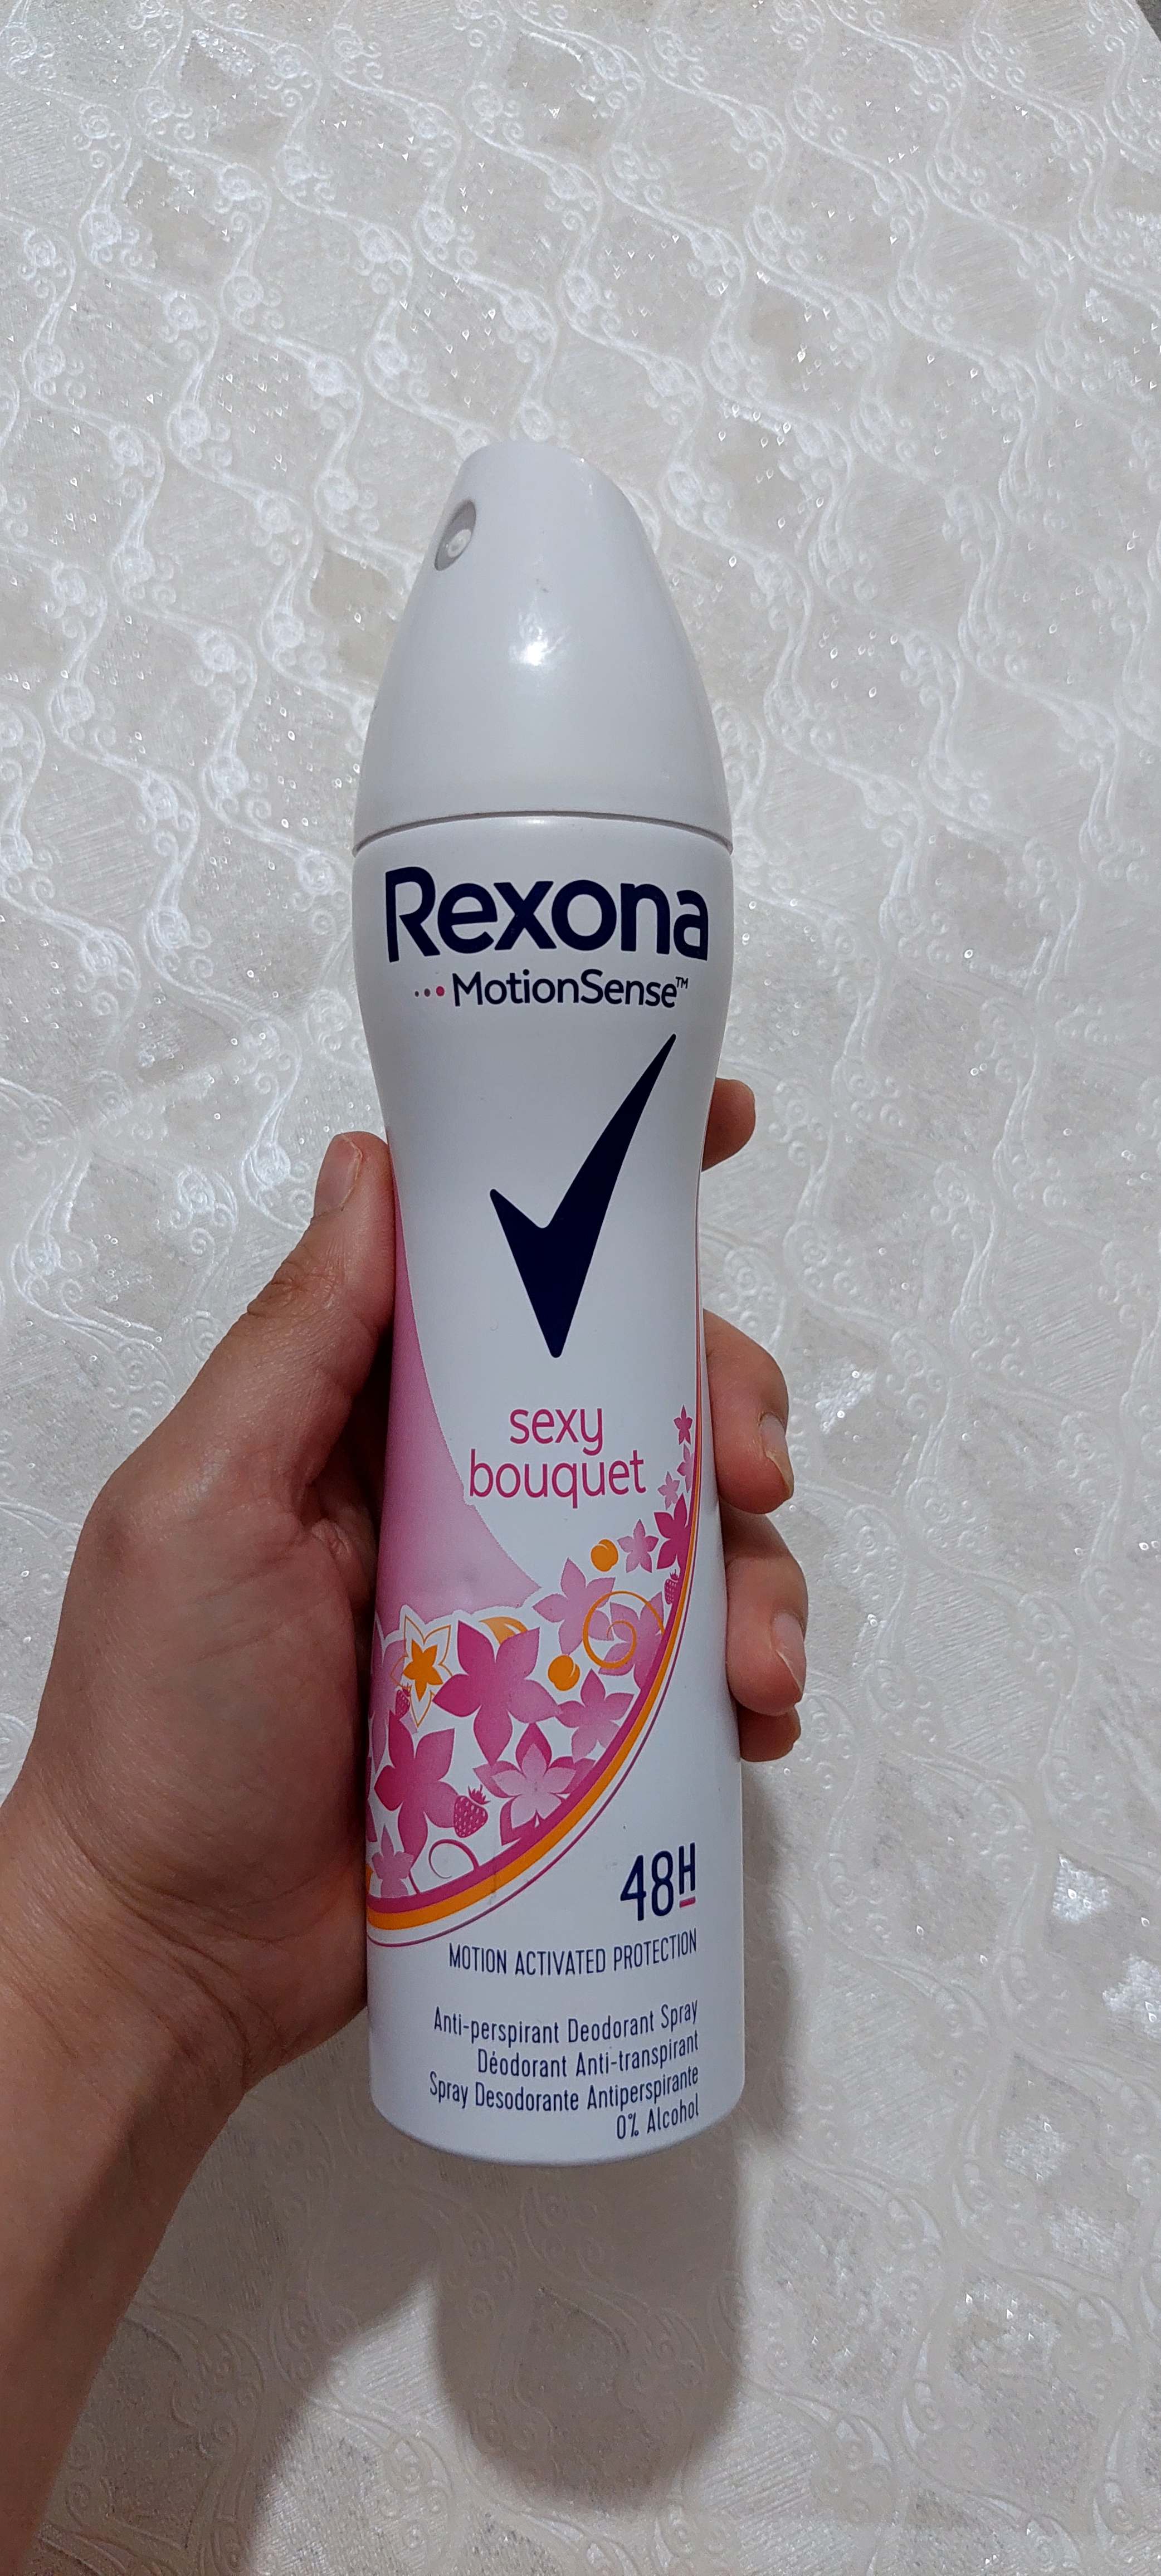 Rexona
MotionSense™
sexy
bouquet
48H
MOTION ACTIVATED PROTECTION
Anti-perspirant Deodorant Spray
Déodorant Anti-transpirant
Spray Desodorante Antiperspirante
0% Alcohol